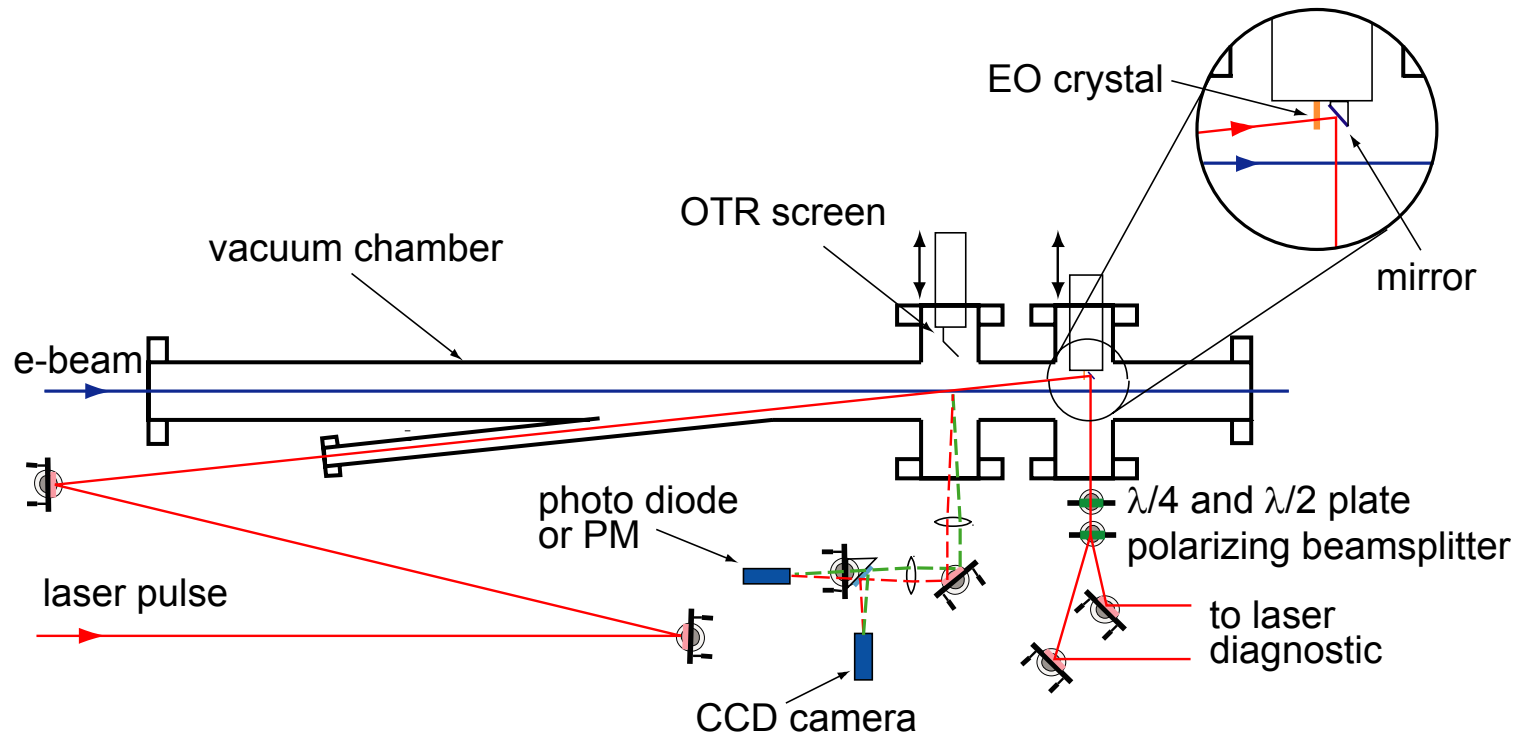 EO crystal
OTR screen
vacuum chamber
mirror
e-beam
photo diode
or PM
λ/4 and λ/2 plate
polarizing beamsplitter
laser pulse
to laser
diagnostic
CCD camera